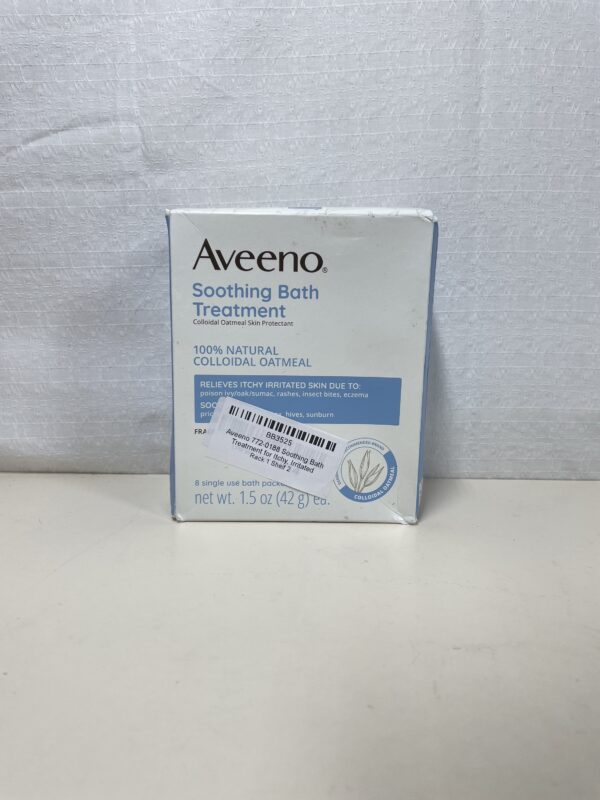 Aveeno®
Soothing Bath
Treatment
Colloidal Oatmeal Skin Protectant
100% NATURAL
COLLOIDAL OATMEAL
RELIEVES ITCHY IRRITATED SKIN DUE TO:
poison ivy/oak/sumac, rashes, insect bites, eczema
hives, sunburn
BB3525
Aveeno 772-0188 Soothing Bath
Treatment for Itchy, Irritated
Rack 1 Shelf 2
COLLOIDAL OATMEAL
8 single use bath
net wt. 1.5 oz (42 g) ea.